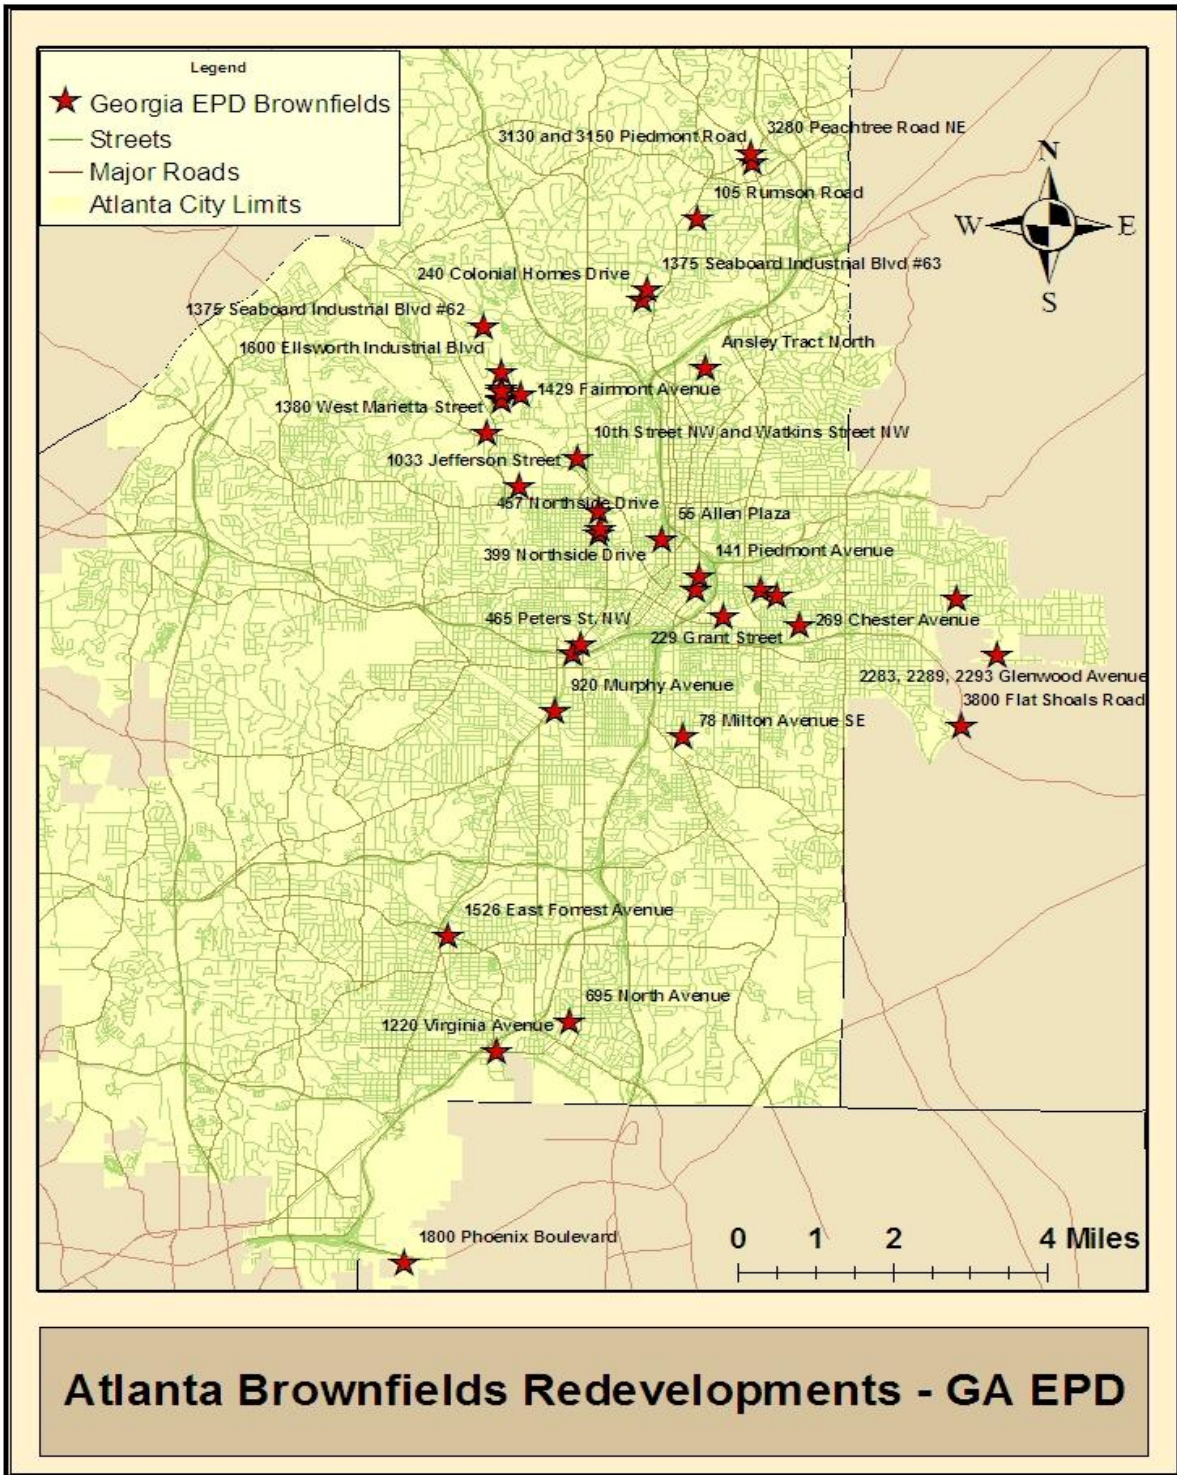 Legend
Georgia EPD Brownfields
Streets
Major Roads
Atlanta City Limits
3280 Peachtree Road NE
3130 and 3150 Piedmont Road
N
W E
S
105 Rumson Road
1375 Seaboard Industrial Blvd #63
240 Colonial Homes Drive
1375 Seaboard Industrial Blvd #62
Ansley Tract North
1600 Ellsworth Industrial Blvd
1429 Fairmont Avenue
1380 West Marietta Street
10th Street NW and Watkins Street NW
1033 Jefferson Street
457 Northside Drive
55 Allen Plaza
399 Northside Drive
141 Piedmont Avenue
465 Peters St. NW
269 Chester Avenue
229 Grant Street
2283, 2289, 2293 Glenwood Avenue
920 Murphy Avenue
3800 Flat Shoals Road
78 Milton Avenue SE
1526 East Forrest Avenue
695 North Avenue
1220 Virginia Avenue
1800 Phoenix Boulevard
0 1 2 4 Miles
Atlanta Brownfields Redevelopments - GA EPD